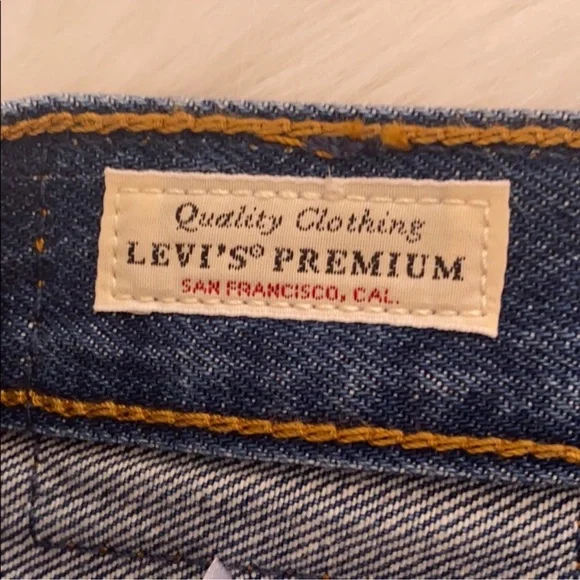 Quality Clothing
LEVI'S® PREMIUM
SAN FRANCISCO, CAL.